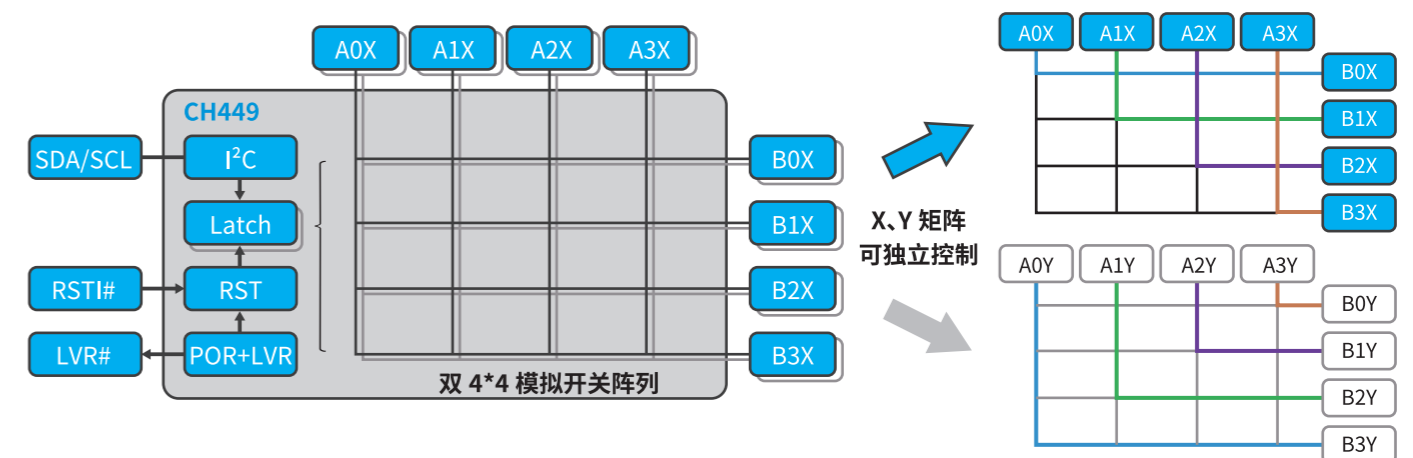 A0X A1X A2X A3X
CH449
SDA/SCL
I²C
Latch
RSTI#
RST
LVR#
POR+LVR
B0X
B1X
B2X
B3X
双 4*4 模拟开关阵列
X、Y 矩阵
可独立控制
A0X A1X A2X A3X
B0X
B1X
B2X
B3X
A0Y A1Y A2Y A3Y
B0Y
B1Y
B2Y
B3Y